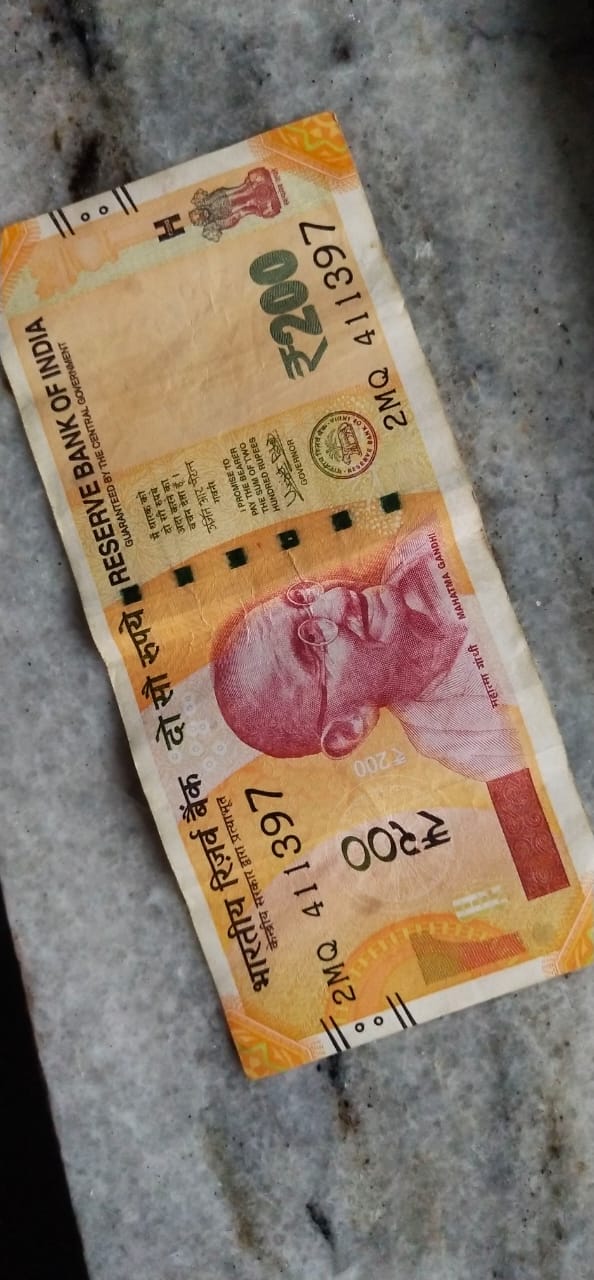 भारतीय रिज़र्व बैंक
केन्द्रीय सरकार द्वारा प्रत्याभूत
दो सौ रुपये
RESERVE BANK OF INDIA
GUARANTEED BY THE CENTRAL GOVERNMENT
2MQ 411397
₹२००
₹200
मैं धारक को
दो सौ रुपये
अदा करने का
वचन देता हूँ।
गवर्नर
I PROMISE TO
PAY THE BEARER
THE SUM OF TWO
HUNDRED RUPEES
GOVERNOR
महात्मा गांधी
MAHATMA GANDHI
₹200
2MQ 411397